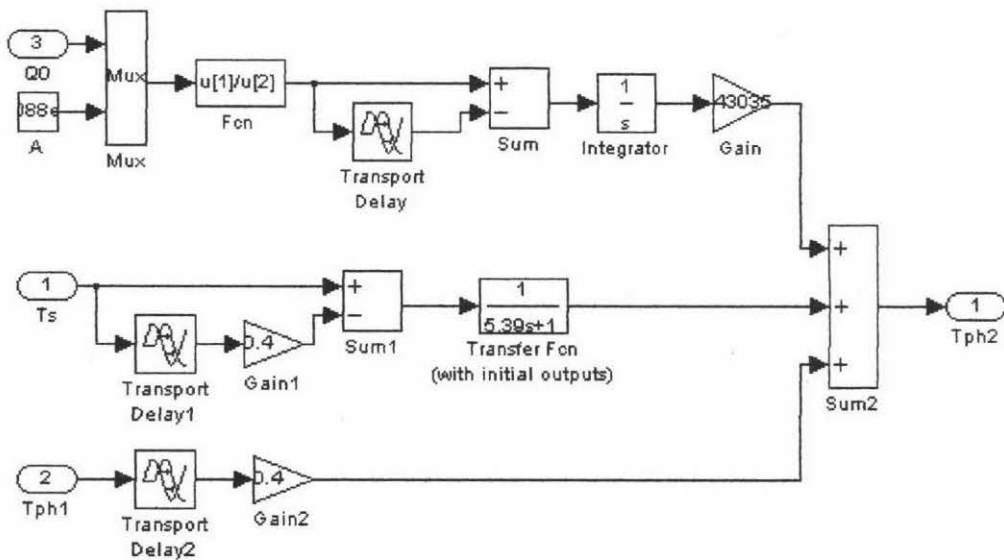 3
Q0
088e
A
Mux
Mux
u[1]/u[2]
Fcn
Transport
Delay
+
−
Sum
1
s
Integrator
43035
Gain
1
Ts
Transport
Delay1
0.4
Gain1
+
−
Sum1
1
5.39s+1
Transfer Fcn
(with initial outputs)
2
Tph1
Transport
Delay2
0.4
Gain2
+
+
+
Sum2
1
Tph2